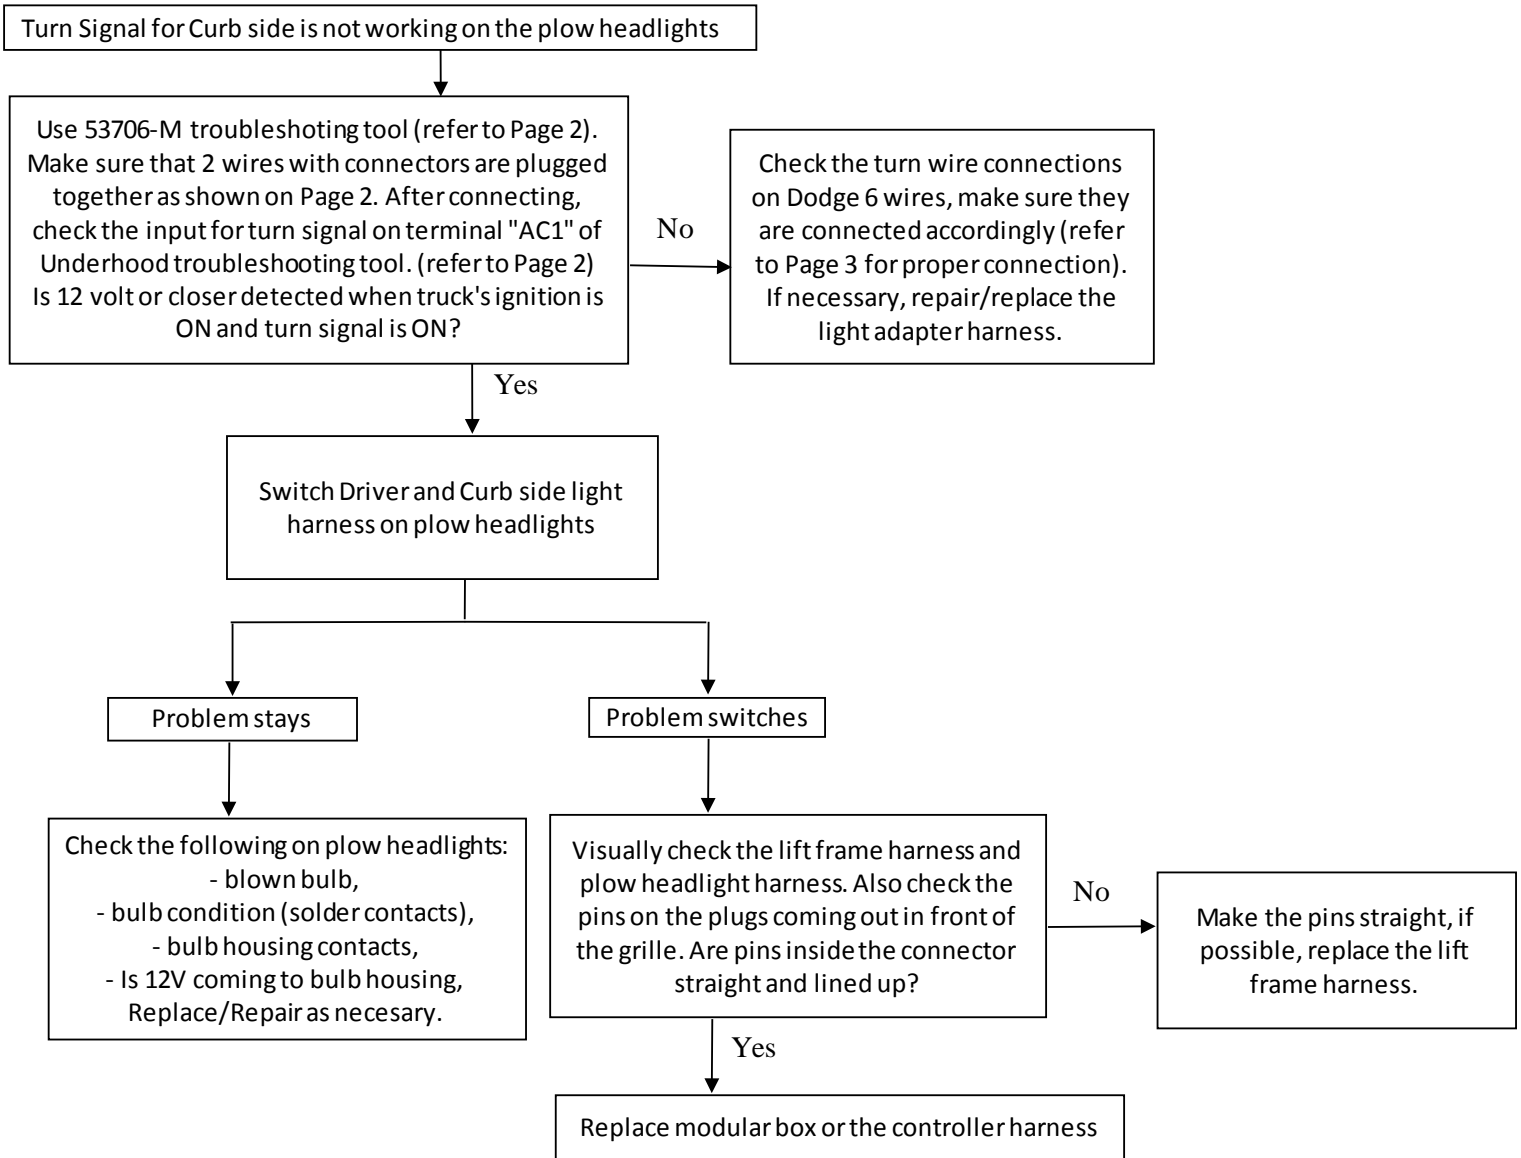 Turn Signal for Curb side is not working on the plow headlights
Use 53706-M troubleshoting tool (refer to Page 2).
Make sure that 2 wires with connectors are plugged
together as shown on Page 2. After connecting,
check the input for turn signal on terminal "AC1" of
Underhood troubleshooting tool. (refer to Page 2)
Is 12 volt or closer detected when truck's ignition is
ON and turn signal is ON?
No
Check the turn wire connections
on Dodge 6 wires, make sure they
are connected accordingly (refer
to Page 3 for proper connection).
If necessary, repair/replace the
light adapter harness.
Yes
Switch Driver and Curb side light
harness on plow headlights
Problem stays
Problem switches
Check the following on plow headlights:
- blown bulb,
- bulb condition (solder contacts),
- bulb housing contacts,
- Is 12V coming to bulb housing,
Replace/Repair as necesary.
Visually check the lift frame harness and
plow headlight harness. Also check the
pins on the plugs coming out in front of
the grille. Are pins inside the connector
straight and lined up?
No
Make the pins straight, if
possible, replace the lift
frame harness.
Yes
Replace modular box or the controller harness